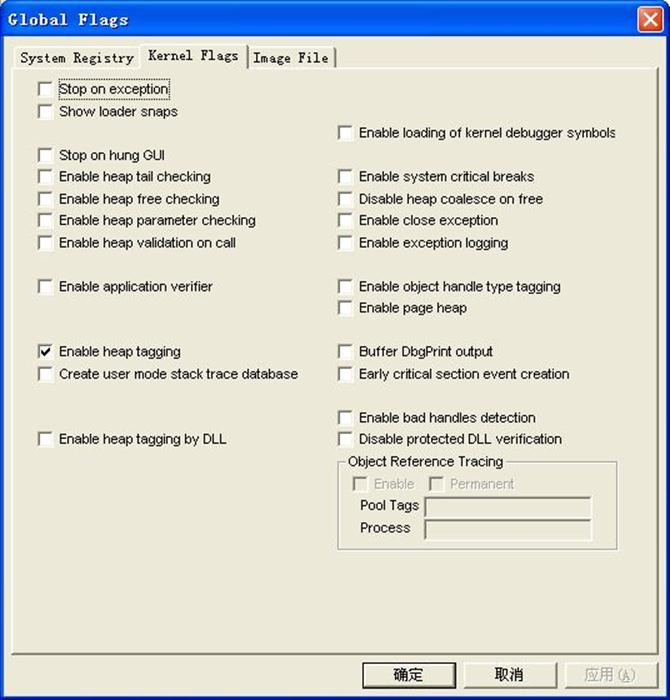 Global Flags
System Registry
Kernel Flags
Image File
Stop on exception
Show loader snaps
Enable loading of kernel debugger symbols
Stop on hung GUI
Enable heap tail checking
Enable system critical breaks
Enable heap free checking
Disable heap coalesce on free
Enable heap parameter checking
Enable close exception
Enable heap validation on call
Enable exception logging
Enable application verifier
Enable object handle type tagging
Enable page heap
Enable heap tagging
Buffer DbgPrint output
Create user mode stack trace database
Early critical section event creation
Enable bad handles detection
Enable heap tagging by DLL
Disable protected DLL verification
Object Reference Tracing
Enable
Permanent
Pool Tags
Process
确定
取消
应用(A)